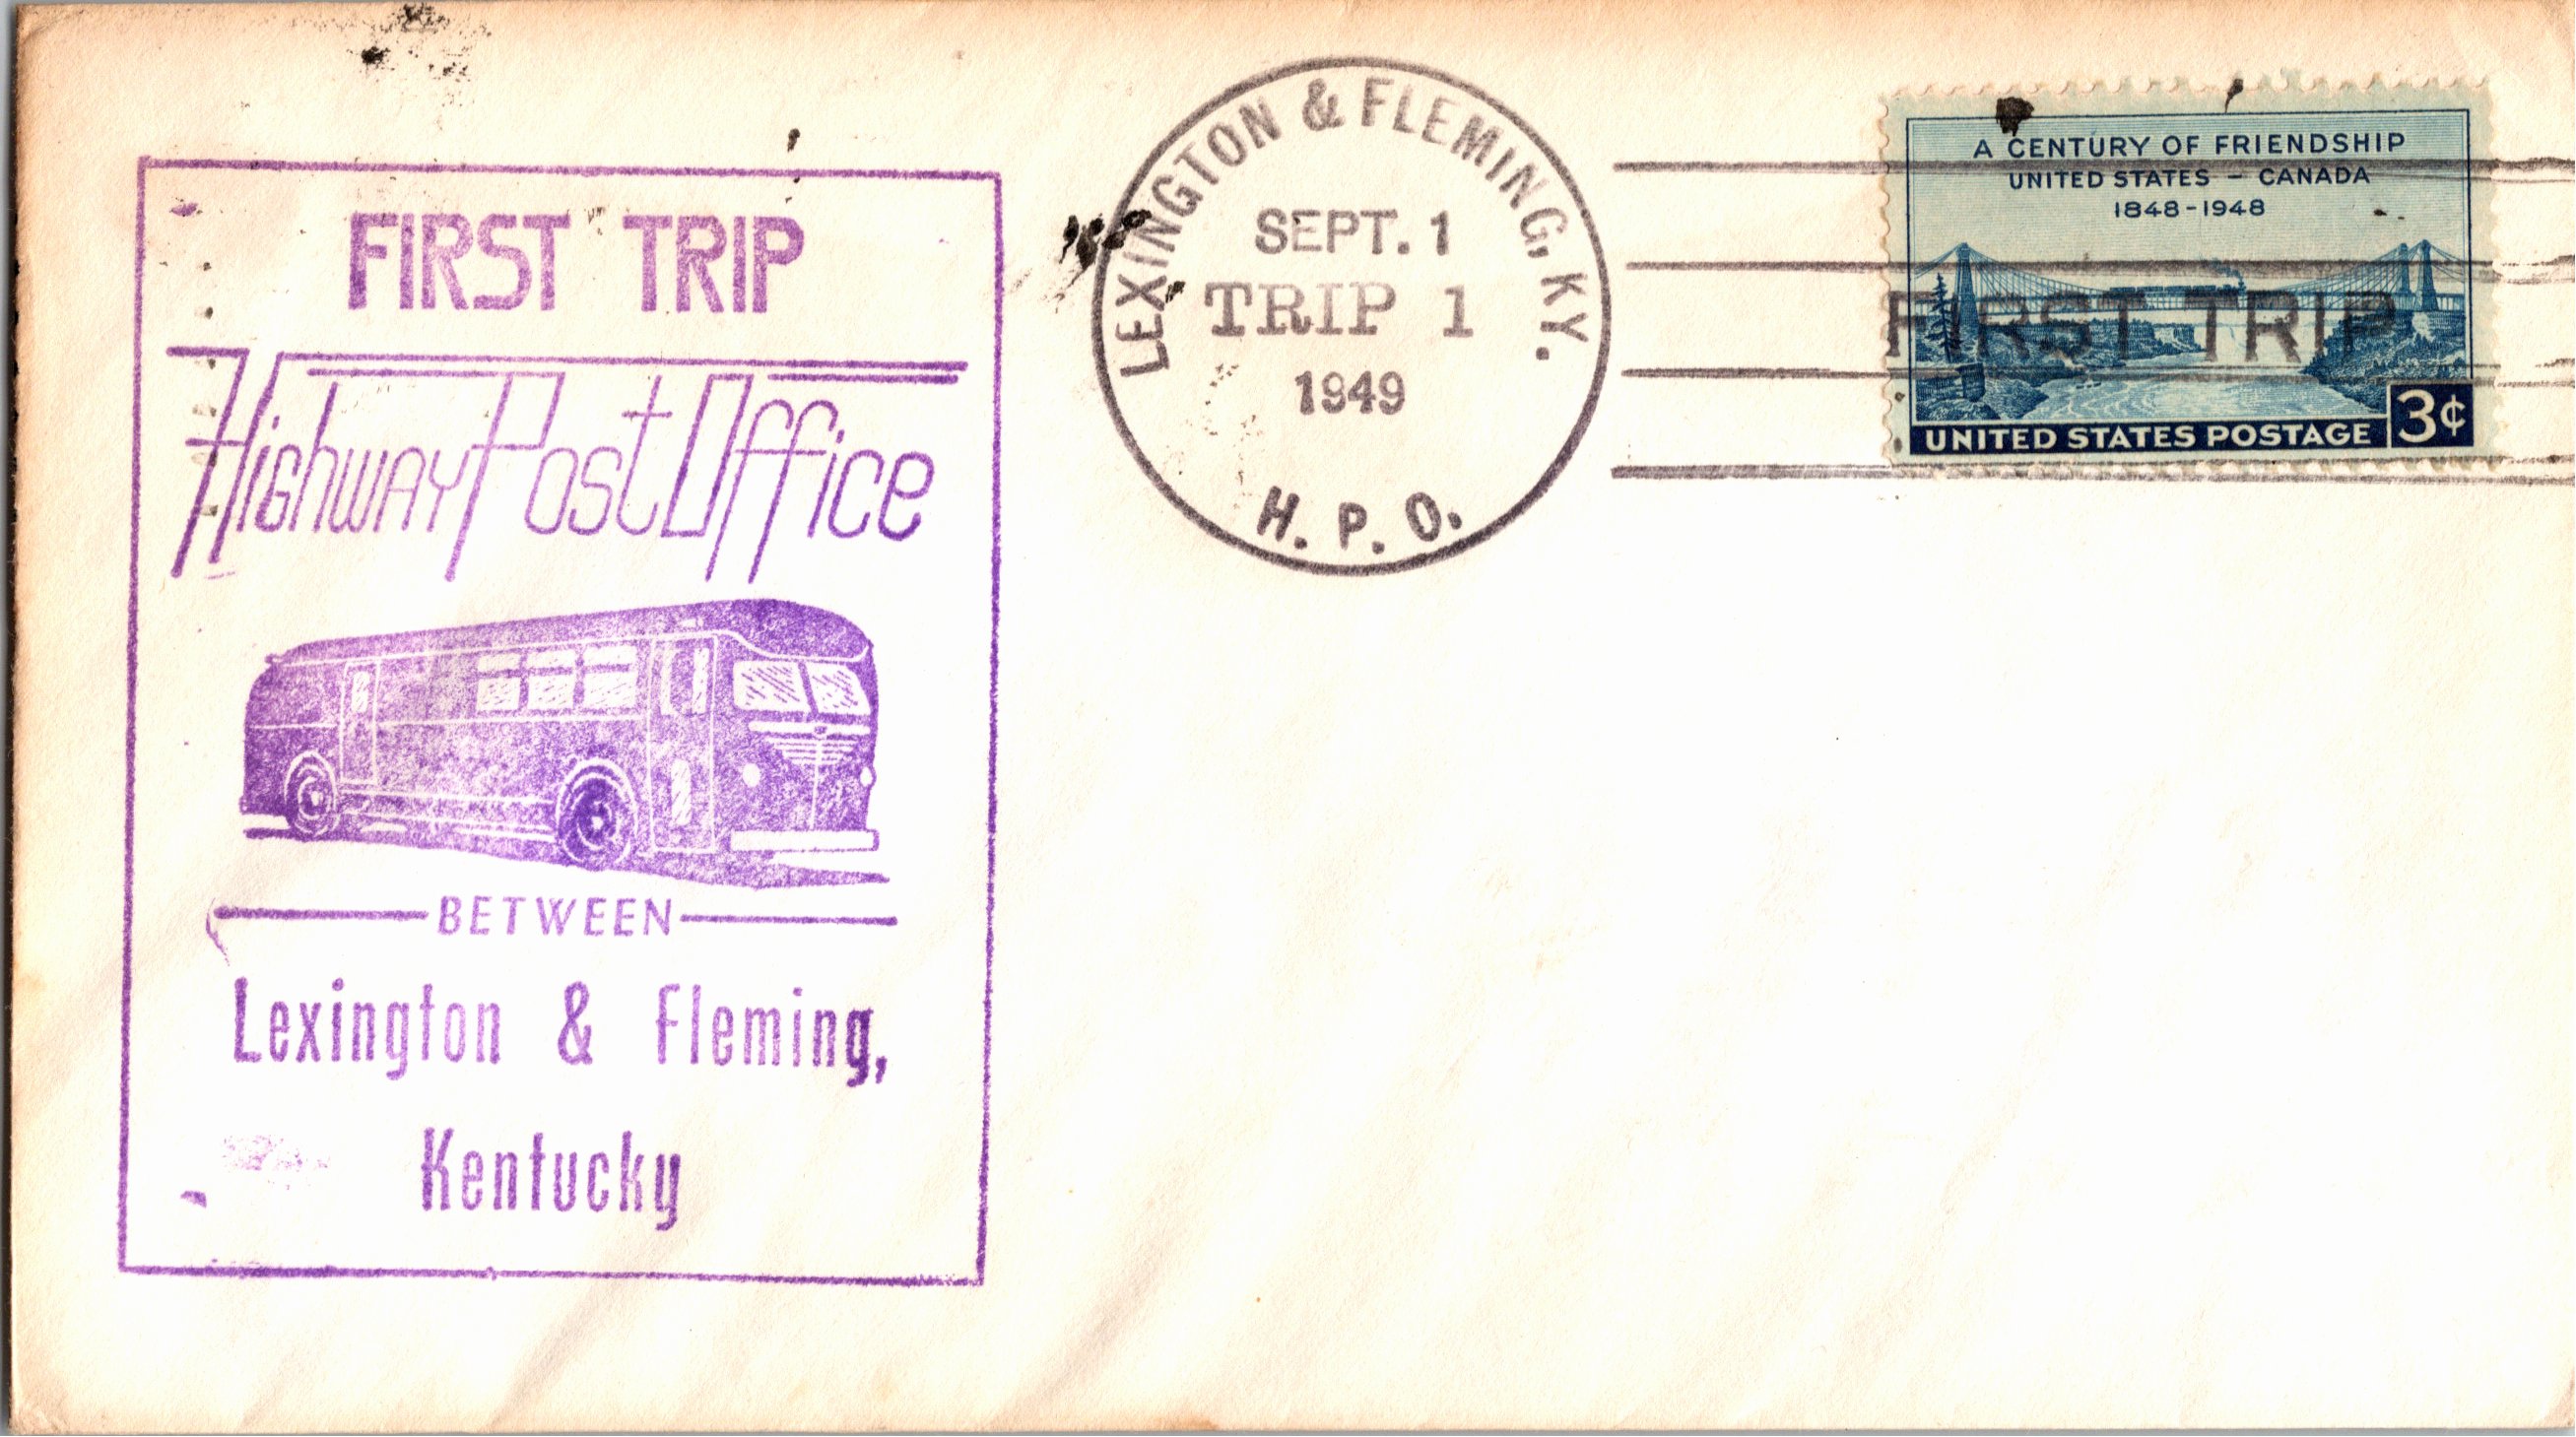 FIRST TRIP
Highway Post Office
BETWEEN
Lexington & Fleming,
Kentucky
LEXINGTON & FLEMING, KY.
SEPT. 1
TRIP 1
1949
H. P. O.
A CENTURY OF FRIENDSHIP
UNITED STATES - CANADA
1848-1948
FIRST TRIP
3¢
UNITED STATES POSTAGE